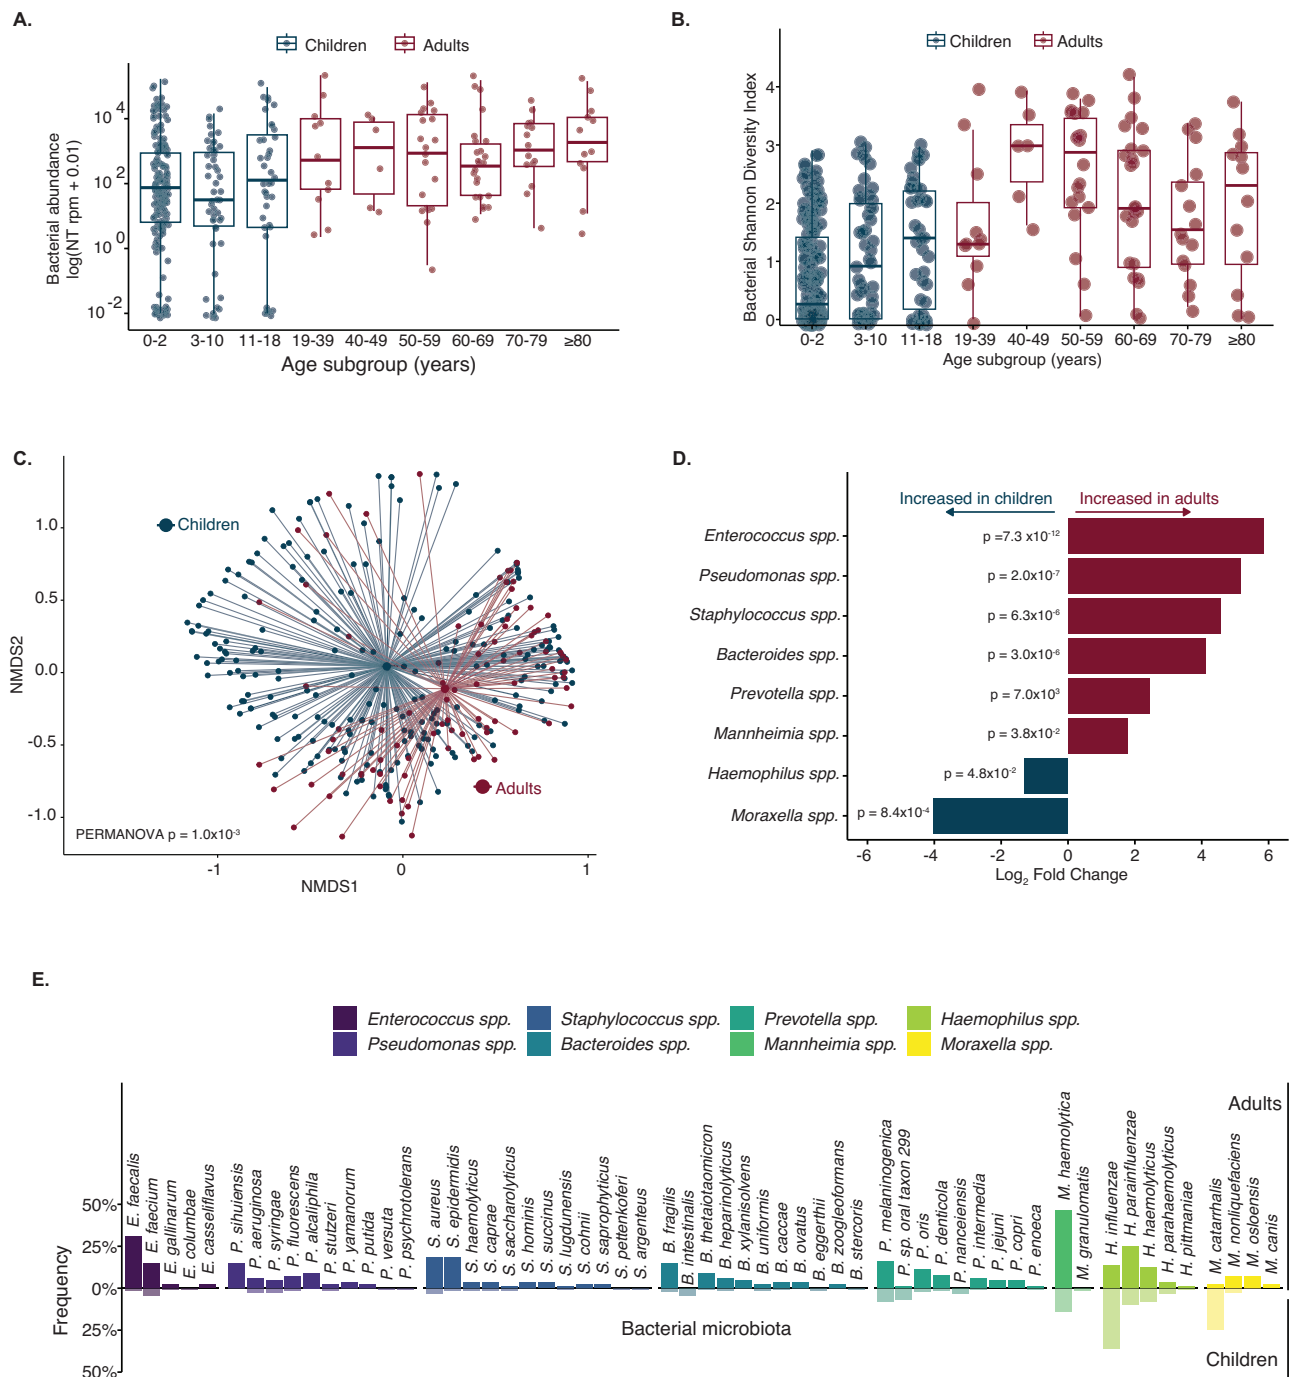 A.
Children
Adults
Bacterial abundance
log(NT rpm + 0.01)
10^4
10^2
10^0
10^-2
0-2 3-10 11-18 19-39 40-49 50-59 60-69 70-79 ≥80
Age subgroup (years)
B.
Children
Adults
Bacterial Shannon Diversity Index
4
3
2
1
0
0-2 3-10 11-18 19-39 40-49 50-59 60-69 70-79 ≥80
Age subgroup (years)
C.
NMDS2
1.0
0.5
0.0
-0.5
-1.0
Children
Adults
PERMANOVA p = 1.0x10^-3
-1 0 1
NMDS1
D.
Increased in children
Increased in adults
Enterococcus spp. p =7.3 x10^-12
Pseudomonas spp. p = 2.0x10^-7
Staphylococcus spp. p = 6.3x10^-6
Bacteroides spp. p = 3.0x10^-6
Prevotella spp. p = 7.0x10^3
Mannheimia spp. p = 3.8x10^-2
Haemophilus spp. p = 4.8x10^-2
Moraxella spp. p = 8.4x10^-4
-6 -4 -2 0 2 4 6
Log2 Fold Change
E.
Enterococcus spp. Staphylococcus spp. Prevotella spp. Haemophilus spp.
Pseudomonas spp. Bacteroides spp. Mannheimia spp. Moraxella spp.
Adults
Frequency
50%
25%
0%
25%
50%
E. faecalis
E. faecium
E. gallinarum
E. columbae
E. casseliflavus
P. sihuiensis
P. aeruginosa
P. syringae
P. fluorescens
P. alcaliphila
P. stutzeri
P. yamanorum
P. putida
P. versuta
P. psychrotolerans
S. aureus
S. epidermidis
S. haemolyticus
S. caprae
S. saccharolyticus
S. hominis
S. succinus
S. lugdunensis
S. cohnii
S. saprophyticus
S. pettenkoferi
S. argenteus
B. fragilis
B. intestinalis
B. thetaiotaomicron
B. heparinolyticus
B. xylanisolvens
B. uniformis
B. caccae
B. ovatus
B. eggerthii
B. zoogleoformans
B. stercoris
P. melaninogenica
P. sp. oral taxon 299
P. oris
P. denticola
P. nanceiensis
P. intermedia
P. jejuni
P. copri
P. enoeca
M. haemolytica
M. granulomatis
H. influenzae
H. parainfluenzae
H. haemolyticus
H. parahaemolyticus
H. pittmaniae
M. catarrhalis
M. nonliquefaciens
M. osloensis
M. canis
Bacterial microbiota
Children